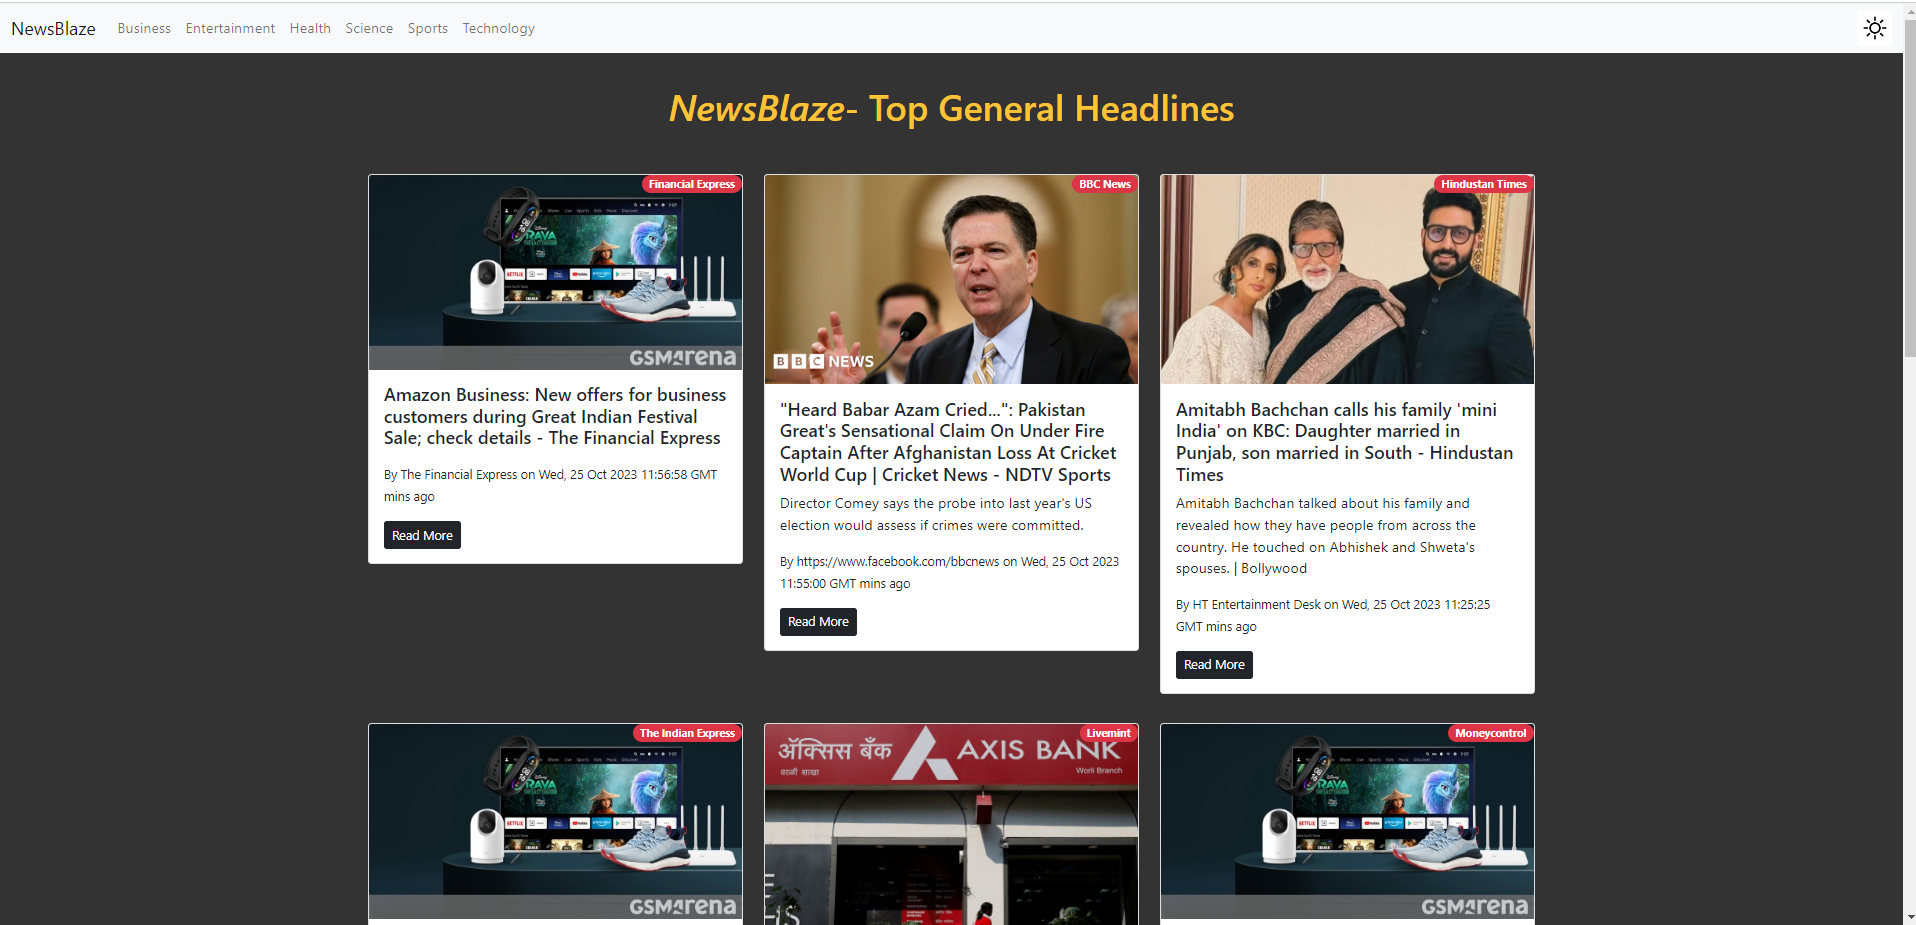 NewsBlaze Business Entertainment Health Science Sports Technology
NewsBlaze- Top General Headlines
Financial Express
RAYA
NETFLIX
GSMArena
Amazon Business: New offers for business
customers during Great Indian Festival
Sale; check details - The Financial Express
By The Financial Express on Wed, 25 Oct 2023 11:56:58 GMT
mins ago
Read More
BBC News
BBC NEWS
"Heard Babar Azam Cried...": Pakistan
Great's Sensational Claim On Under Fire
Captain After Afghanistan Loss At Cricket
World Cup | Cricket News - NDTV Sports
Director Comey says the probe into last year's US
election would assess if crimes were committed.
By https://www.facebook.com/bbcnews on Wed, 25 Oct 2023
11:55:00 GMT mins ago
Read More
Hindustan Times
Amitabh Bachchan calls his family 'mini
India' on KBC: Daughter married in
Punjab, son married in South - Hindustan
Times
Amitabh Bachchan talked about his family and
revealed how they have people from across the
country. He touched on Abhishek and Shweta's
spouses. | Bollywood
By HT Entertainment Desk on Wed, 25 Oct 2023 11:25:25
GMT mins ago
Read More
The Indian Express
RAYA
NETFLIX
GSMArena
Livemint
ॲक्सिस बैंक AXIS BANK
वरळी शाखा Worli Branch
Moneycontrol
RAYA
NETFLIX
GSMArena